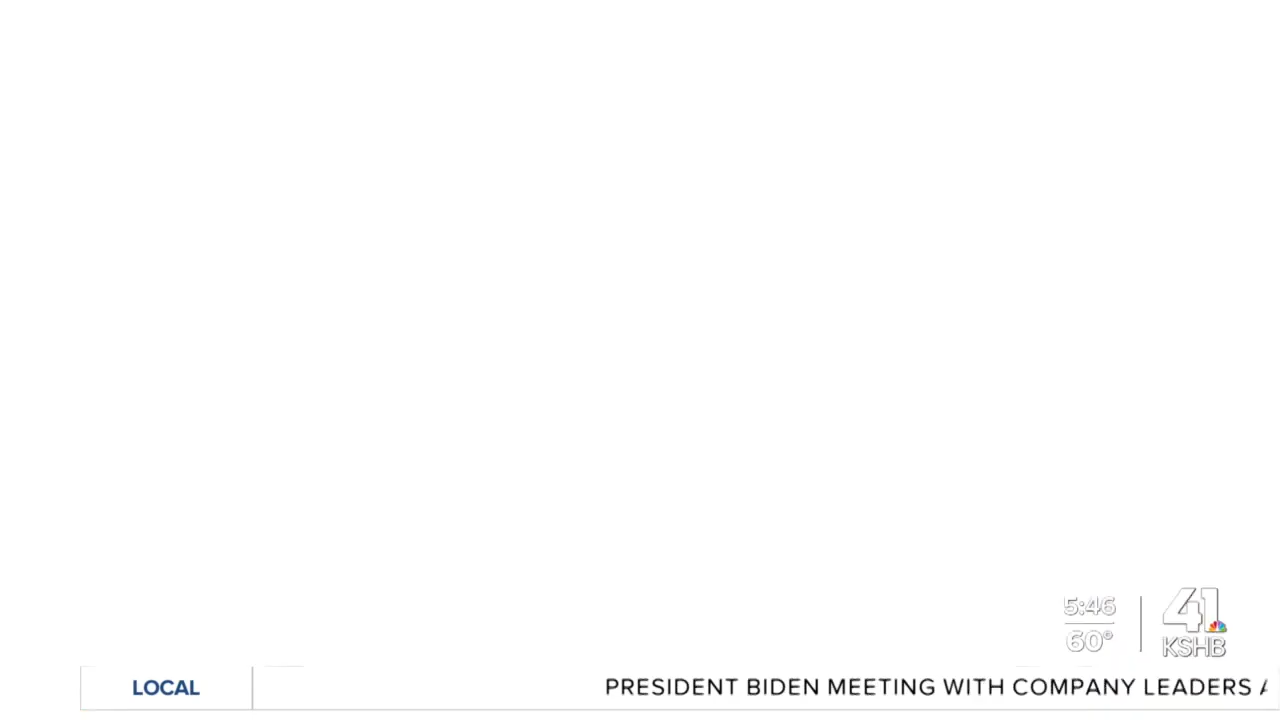 5:46
60°
41
KSHB
LOCAL
PRESIDENT BIDEN MEETING WITH COMPANY LEADERS